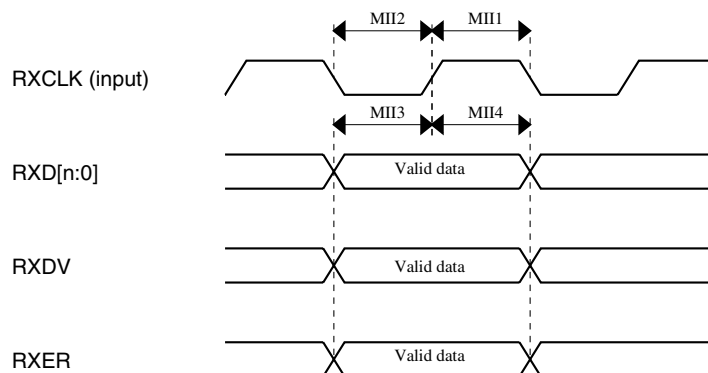 MII2 MII1
RXCLK (input)
MII3 MII4
RXD[n:0] Valid data
RXDV Valid data
RXER Valid data